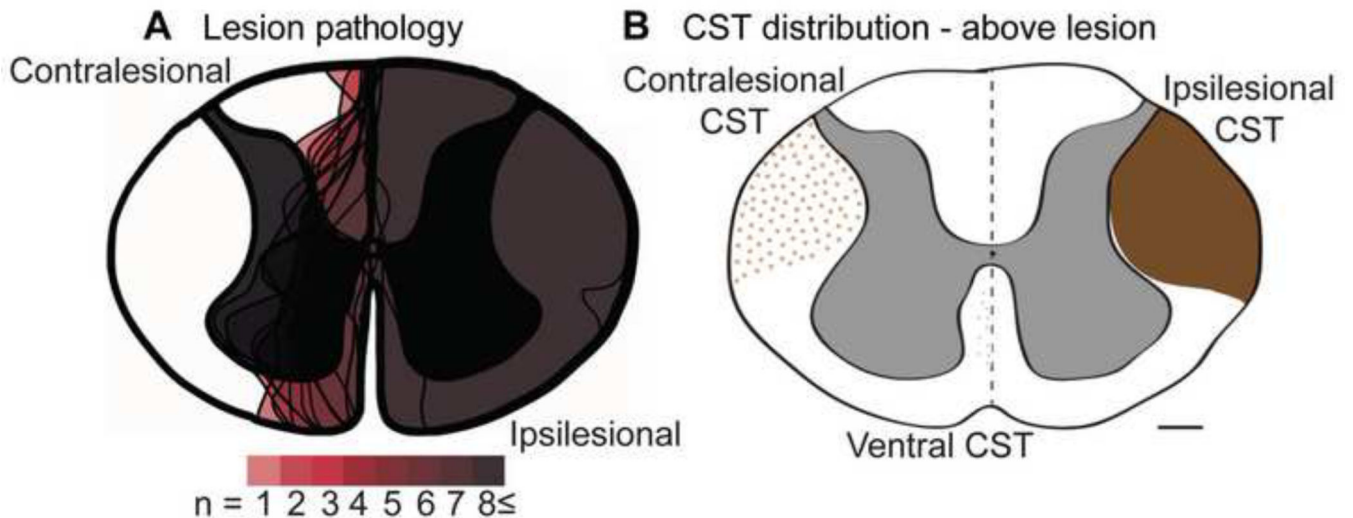 A Lesion pathology
Contralesional
Ipsilesional
n = 1 2 3 4 5 6 7 8≤
B CST distribution - above lesion
Contralesional
CST
Ipsilesional
CST
Ventral CST